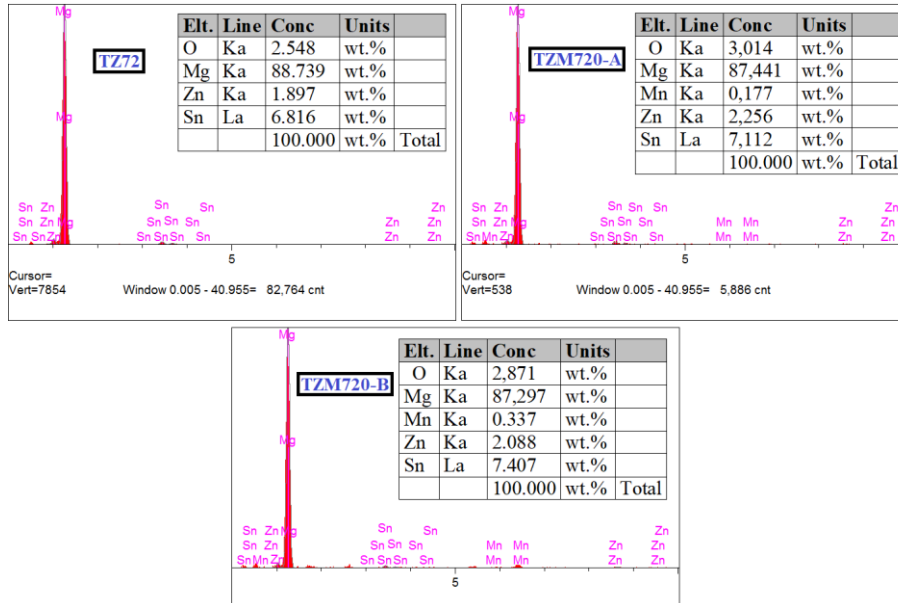 Mg
TZ72
Elt. Line Conc Units
O Ka 2.548 wt.%
Mg Ka 88.739 wt.%
Zn Ka 1.897 wt.%
Sn La 6.816 wt.%
100.000 wt.% Total
Mg
Sn Zn Sn Sn
Sn Zn Mg Sn Sn Sn Zn Zn
Sn Sn Zn Sn Sn Sn Zn Zn
5
Cursor=
Vert=7854 Window 0.005 - 40.955= 82,764 cnt
Mg
TZM720-A
Elt. Line Conc Units
O Ka 3,014 wt.%
Mg Ka 87,441 wt.%
Mn Ka 0,177 wt.%
Zn Ka 2,256 wt.%
Sn La 7,112 wt.%
100.000 wt.% Total
Mg
Sn Zn Sn Sn Sn Zn
Sn Zn Mg Sn Sn Sn Mn Mn Zn Zn
Sn Mn Zn Sn Sn Sn Sn Mn Mn Zn Zn
5
Cursor=
Vert=538 Window 0.005 - 40.955= 5,886 cnt
Mg
TZM720-B
Elt. Line Conc Units
O Ka 2,871 wt.%
Mg Ka 87,297 wt.%
Mn Ka 0.337 wt.%
Zn Ka 2.088 wt.%
Sn La 7.407 wt.%
100.000 wt.% Total
Mg
Sn Zn Mg Sn Sn Zn
Sn Zn Sn Sn Sn Mn Mn Zn Zn
Sn Mn Zn Sn Sn Sn Sn Mn Mn Zn Zn
5